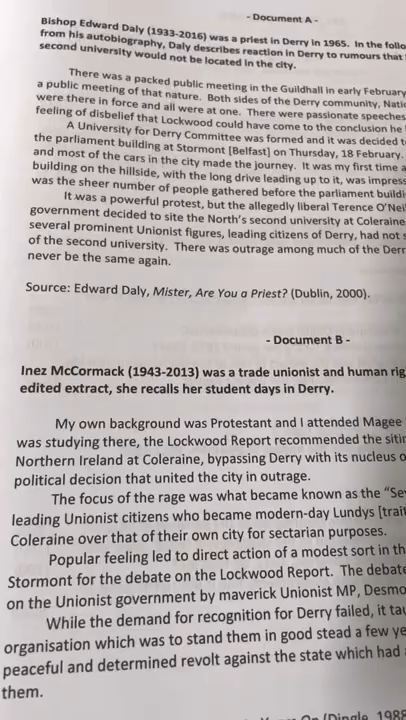 - Document A -
Bishop Edward Daly (1933-2016) was a priest in Derry in 1965. In the
from his autobiography, Daly describes reaction in Derry to rumours that
second university would not be located in the city.
There was a packed public meeting in the Guildhall in early February
a public meeting of that nature. Both sides of the Derry community,
were there in force and all were at one. There were passionate speeches
feeling of disbelief that Lockwood could have come to the conclusion he
A University for Derry Committee was formed and it was decided
the parliament building at Stormont [Belfast] on Thursday, 18 February.
and most of the cars in the city made the journey. It was my first time
building on the hillside, with the long drive leading up to it, was
was the sheer number of people gathered before the parliament
It was a powerful protest, but the allegedly liberal Terence
government decided to site the North's second university at Coleraine
several prominent Unionist figures, leading citizens of Derry, had not
of the second university. There was outrage among much of the
never be the same again.
Source: Edward Daly, Mister, Are You a Priest? (Dublin, 2000).
- Document B -
Inez McCormack (1943-2013) was a trade unionist and human
edited extract, she recalls her student days in Derry.
My own background was Protestant and I attended Magee
was studying there, the Lockwood Report recommended the
Northern Ireland at Coleraine, bypassing Derry with its nucleus
political decision that united the city in outrage.
The focus of the rage was what became known as the
leading Unionist citizens who became modern-day Lundys
Coleraine over that of their own city for sectarian purposes.
Popular feeling led to direct action of a modest sort in
Stormont for the debate on the Lockwood Report. The
on the Unionist government by maverick Unionist MP,
While the demand for recognition for Derry failed, it
organisation which was to stand them in good stead a few
peaceful and determined revolt against the state which had
them.
On (Dingle,